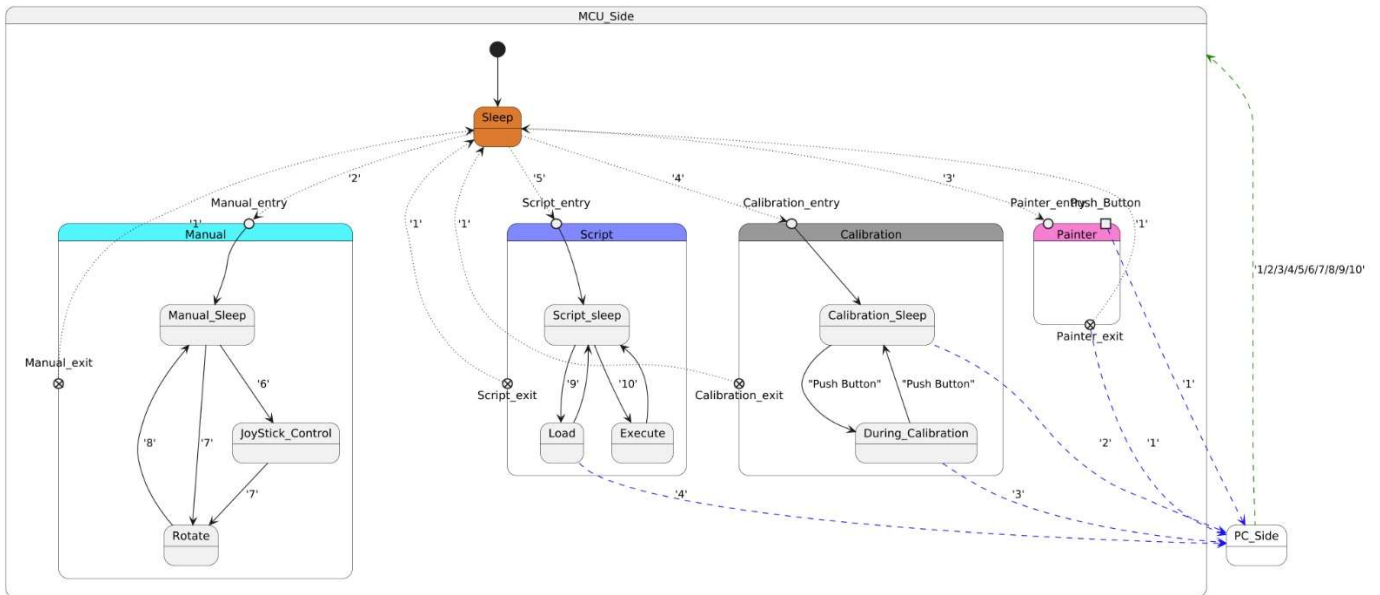 MCU_Side
Sleep
'2'
'5'
'4'
'3'
Manual_entry
Script_entry
Calibration_entry
Painter_entry
Push_Button
'1'
'1'
'1'
'1'
Manual
Script
Calibration
Painter
'1/2/3/4/5/6/7/8/9/10'
Manual_Sleep
Script_sleep
Calibration_Sleep
Painter_exit
Manual_exit
Script_exit
Calibration_exit
'6'
'9'
'10'
"Push Button"
"Push Button"
'1'
JoyStick_Control
Load
Execute
During_Calibration
'8'
'7'
'2'
'1'
'7'
'4'
'3'
Rotate
PC_Side